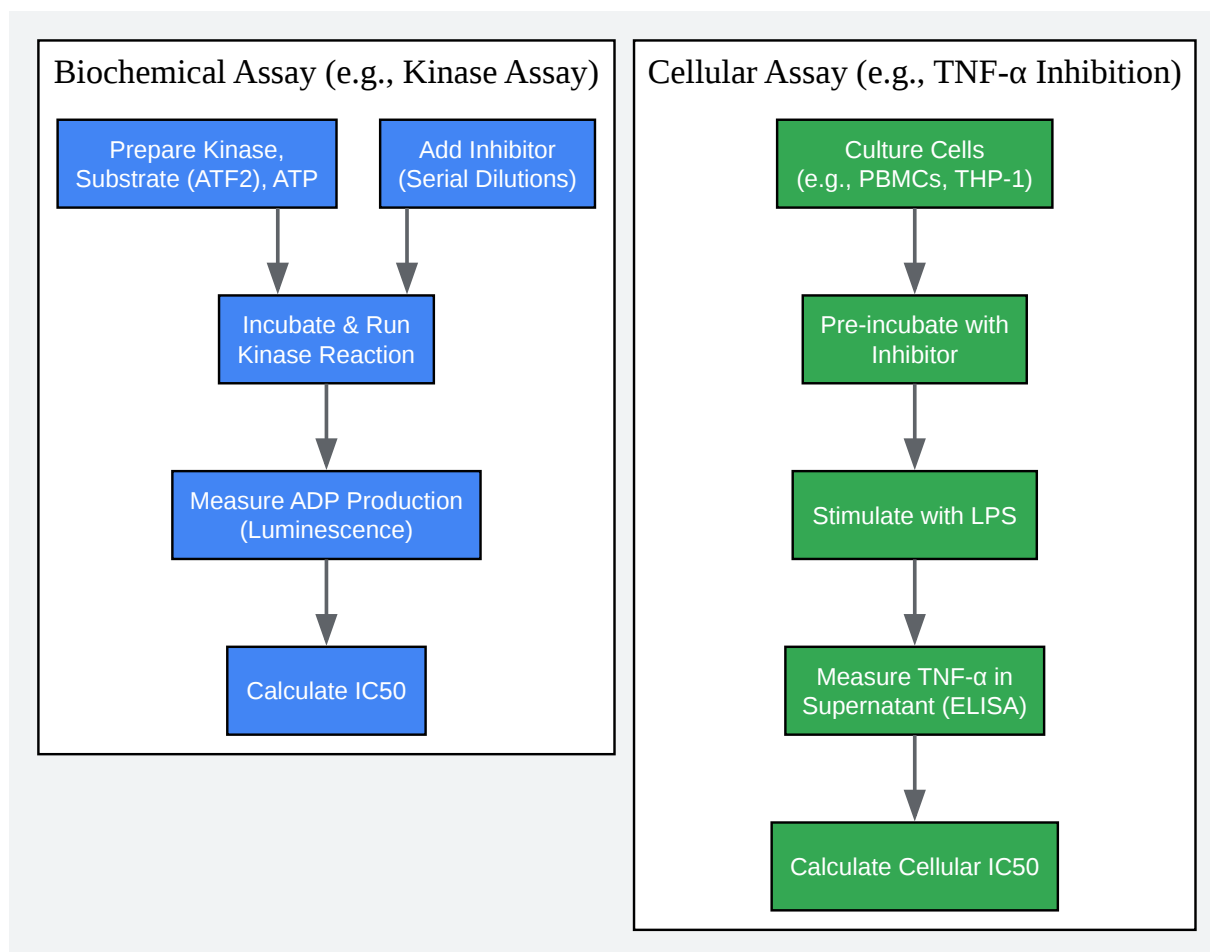 Biochemical Assay (e.g., Kinase Assay)
Prepare Kinase,
Substrate (ATF2), ATP
Add Inhibitor
(Serial Dilutions)
Incubate & Run
Kinase Reaction
Measure ADP Production
(Luminescence)
Calculate IC50
Cellular Assay (e.g., TNF-α Inhibition)
Culture Cells
(e.g., PBMCs, THP-1)
Pre-incubate with
Inhibitor
Stimulate with LPS
Measure TNF-α in
Supernatant (ELISA)
Calculate Cellular IC50